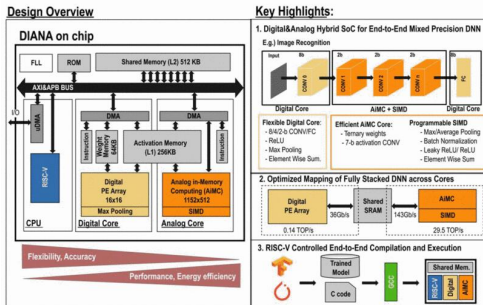 Design Overview
DIANA on chip
FLL
ROM
Shared Memory (L2) 512 KB
AXI&APB BUS
I/O
uDMA
DMA
DMA
Instruction
Weight Memory 64KB
Activation Memory (L1) 256KB
Instruction
RISC-V
Digital PE Array 16x16
Max Pooling
Analog in-Memory Computing (AiMC) 1152x512
SIMD
CPU
Digital Core
Analog Core
Flexibility, Accuracy
Performance, Energy efficiency
Key Highlights:
1. Digital&Analog Hybrid SoC for End-to-End Mixed Precision DNN
E.g.) Image Recognition
8b
2b
2b
2b
8b
Input
CONV 0
CONV 1
CONV 2
CONV n
FC
Digital Core
AiMC + SIMD
Digital Core
Flexible Digital Core:
- 8/4/2-b CONV/FC
- ReLU
- Max Pooling
- Element Wise Sum.
Efficient AiMC Core:
- Ternary weights
- 7-b activation CONV
Programmable SIMD
- Max/Average Pooling
- Batch Normalization
- Leaky ReLU/ ReLU
- Element Wise Sum
2. Optimized Mapping of Fully Stacked DNN across Cores
Digital PE Array
36Gb/s
Shared SRAM
143Gb/s
AiMC
SIMD
0.14 TOP/s
29.5 TOP/s
3. RISC-V Controlled End-to-End Compilation and Execution
Trained Model
C code
GCC
Shared Mem.
RISC-V
Digital
AiMC